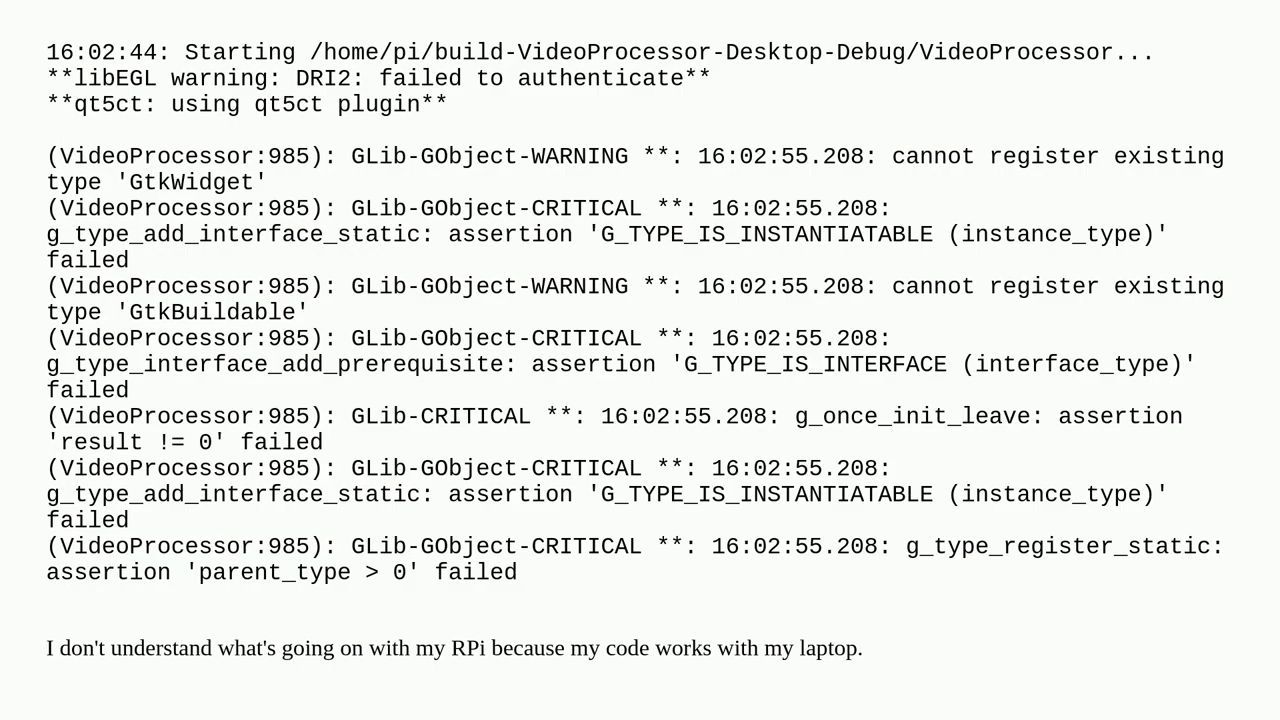 16:02:44: Starting /home/pi/build-VideoProcessor-Desktop-Debug/VideoProcessor...
**libEGL warning: DRI2: failed to authenticate**
**qt5ct: using qt5ct plugin**
(VideoProcessor:985): GLib-GObject-WARNING **: 16:02:55.208: cannot register existing
type 'GtkWidget'
(VideoProcessor:985): GLib-GObject-CRITICAL **: 16:02:55.208:
g_type_add_interface_static: assertion 'G_TYPE_IS_INSTANTIATABLE (instance_type)'
failed
(VideoProcessor:985): GLib-GObject-WARNING **: 16:02:55.208: cannot register existing
type 'GtkBuildable'
(VideoProcessor:985): GLib-GObject-CRITICAL **: 16:02:55.208:
g_type_interface_add_prerequisite: assertion 'G_TYPE_IS_INTERFACE (interface_type)'
failed
(VideoProcessor:985): GLib-CRITICAL **: 16:02:55.208: g_once_init_leave: assertion
'result != 0' failed
(VideoProcessor:985): GLib-GObject-CRITICAL **: 16:02:55.208:
g_type_add_interface_static: assertion 'G_TYPE_IS_INSTANTIATABLE (instance_type)'
failed
(VideoProcessor:985): GLib-GObject-CRITICAL **: 16:02:55.208: g_type_register_static:
assertion 'parent_type > 0' failed
I don't understand what's going on with my RPi because my code works with my laptop.